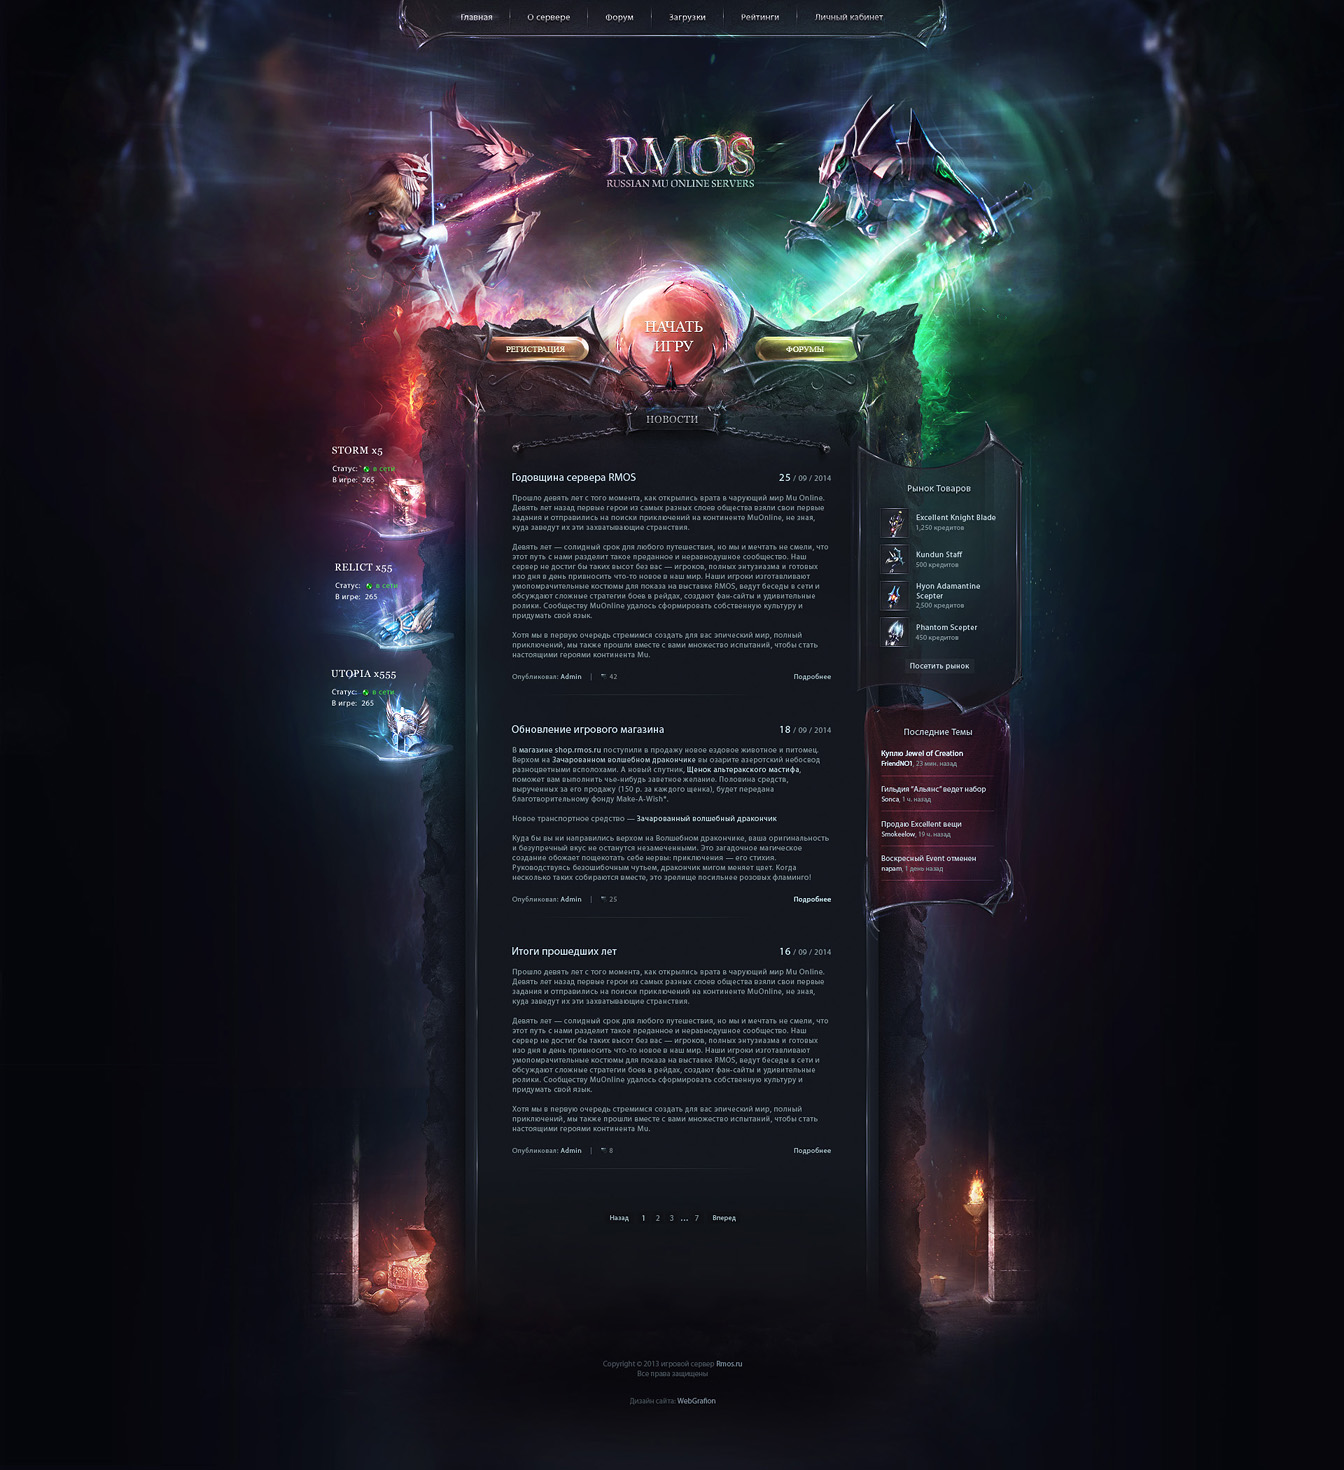 Главная
О сервере
Форум
Загрузки
Рейтинги
Личный кабинет
RMOS
RUSSIAN MU ONLINE SERVERS
НАЧАТЬ
ИГРУ
РЕГИСТРАЦИЯ
ФОРУМЫ
НОВОСТИ
STORM x5
Статус: в сети
В игре: 265
RELICT x55
Статус: в сети
В игре: 265
UTOPIA x555
Статус: в сети
В игре: 265
Годовщина сервера RMOS
25 / 09 / 2014
Прошло девять лет с того момента, как открылись врата в чарующий мир Mu Online.
Девять лет назад первые герои из самых разных слоев общества взяли свои первые
задания и отправились на поиски приключений на континенте MuOnline, не зная,
куда заведут их эти захватывающие странствия.
Девять лет — солидный срок для любого путешествия, но мы и мечтать не смели, что
этот путь с нами разделит такое преданное и неравнодушное сообщество. Наш
сервер не достиг бы таких высот без вас — игроков, полных энтузиазма и готовых
изо дня в день привносить что-то новое в наш мир. Наши игроки изготавливают
умопомрачительные костюмы для показа на выставке RMOS, ведут беседы в сети и
обсуждают сложные стратегии боев в рейдах, создают фан-сайты и удивительные
ролики. Сообществу MuOnline удалось сформировать собственную культуру и
придумать свой язык.
Хотя мы в первую очередь стремимся создать для вас эпический мир, полный
приключений, мы также прошли вместе с вами множество испытаний, чтобы стать
настоящими героями континента Mu.
Опубликовал: Admin | 42
Подробнее
Обновление игрового магазина
18 / 09 / 2014
В магазине shop.rmos.ru поступили в продажу новое ездовое животное и питомец.
Верхом на Зачарованном волшебном дракончике вы озарите азеротский небосвод
разноцветными всполохами. А новый спутник, Щенок альтеракского мастифа,
поможет вам выполнить чье-нибудь заветное желание. Половина средств,
вырученных за его продажу (150 р. за каждого щенка), будет передана
благотворительному фонду Make-A-Wish*.
Новое транспортное средство — Зачарованный волшебный дракончик
Куда бы вы ни направились верхом на Волшебном дракончике, ваша оригинальность
и безупречный вкус не останутся незамеченными. Это загадочное магическое
создание обожает пощекотать себе нервы: приключения — его стихия.
Руководствуясь безошибочным чутьем, дракончик мигом меняет цвет. Когда
несколько таких собираются вместе, это зрелище посильнее розовых фламинго!
Опубликовал: Admin | 25
Подробнее
Итоги прошедших лет
16 / 09 / 2014
Прошло девять лет с того момента, как открылись врата в чарующий мир Mu Online.
Девять лет назад первые герои из самых разных слоев общества взяли свои первые
задания и отправились на поиски приключений на континенте MuOnline, не зная,
куда заведут их эти захватывающие странствия.
Девять лет — солидный срок для любого путешествия, но мы и мечтать не смели, что
этот путь с нами разделит такое преданное и неравнодушное сообщество. Наш
сервер не достиг бы таких высот без вас — игроков, полных энтузиазма и готовых
изо дня в день привносить что-то новое в наш мир. Наши игроки изготавливают
умопомрачительные костюмы для показа на выставке RMOS, ведут беседы в сети и
обсуждают сложные стратегии боев в рейдах, создают фан-сайты и удивительные
ролики. Сообществу MuOnline удалось сформировать собственную культуру и
придумать свой язык.
Хотя мы в первую очередь стремимся создать для вас эпический мир, полный
приключений, мы также прошли вместе с вами множество испытаний, чтобы стать
настоящими героями континента Mu.
Опубликовал: Admin | 8
Подробнее
Назад 1 2 3 ... 7 Вперед
Рынок Товаров
Excellent Knight Blade
1,250 кредитов
Kundun Staff
500 кредитов
Hyon Adamantine
Scepter
2,500 кредитов
Phantom Scepter
450 кредитов
Посетить рынок
Последние Темы
Куплю Jewel of Creation
FriendNO1, 23 мин. назад
Гильдия "Альянс" ведет набор
Sonca, 1 ч. назад
Продаю Excellent вещи
Smokeelow, 19 ч. назад
Воскресный Event отменен
napam, 1 день назад
Copyright © 2013 игровой сервер Rmos.ru
Все права защищены
Дизайн сайта: WebGrafion